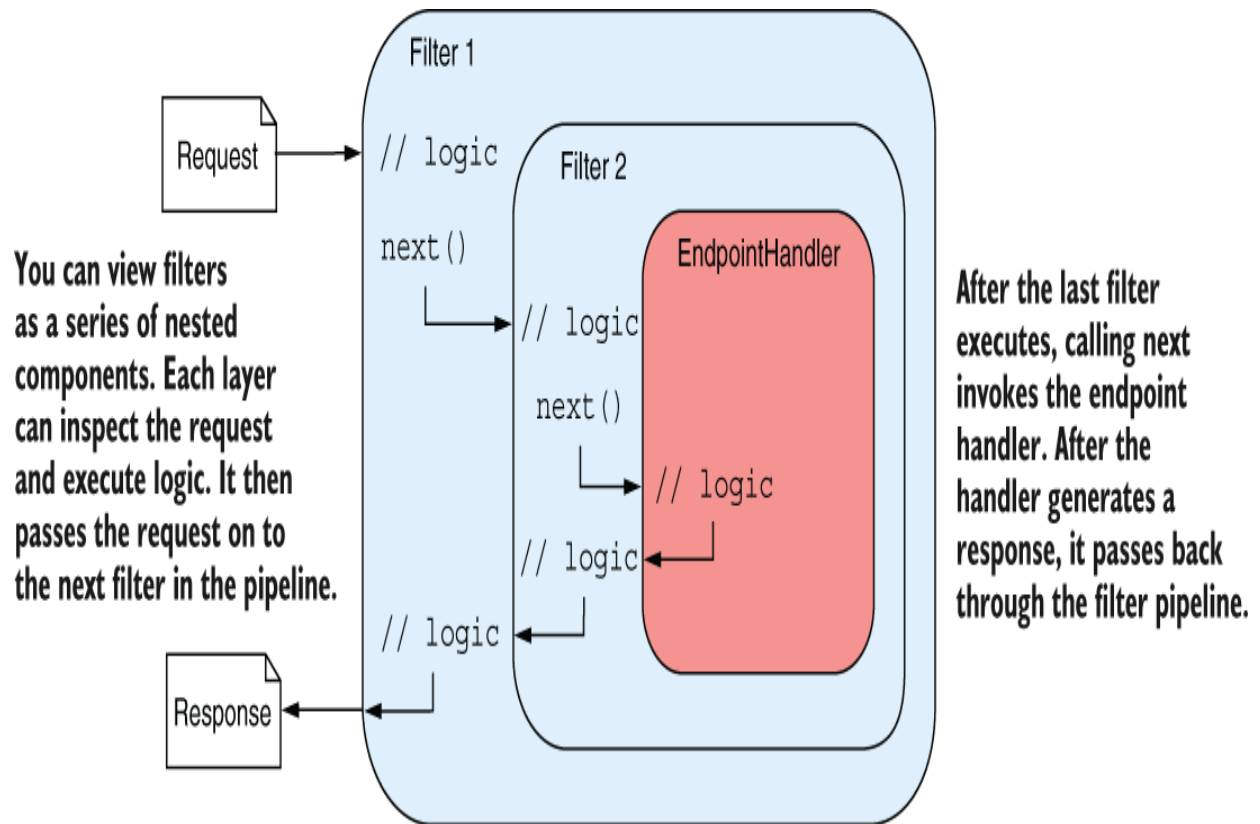 Filter 1
Request
// logic
Filter 2
next()
EndpointHandler
// logic
next()
// logic
// logic
// logic
Response
You can view filters
as a series of nested
components. Each layer
can inspect the request
and execute logic. It then
passes the request on to
the next filter in the pipeline.
After the last filter
executes, calling next
invokes the endpoint
handler. After the
handler generates a
response, it passes back
through the filter pipeline.